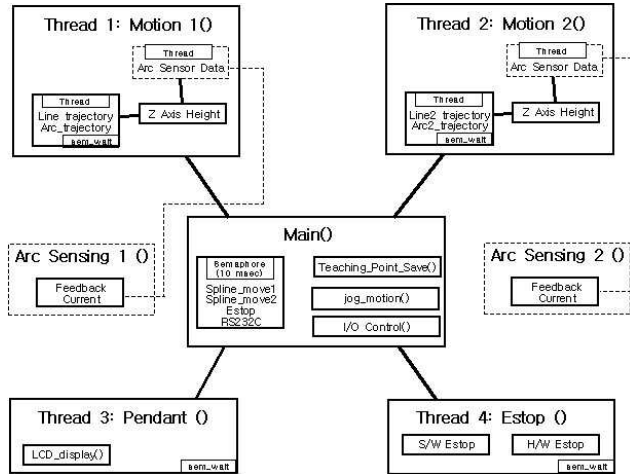 Thread 1: Motion 1()
Thread
Arc Sensor Data
Thread
Line trajectory
Arc_trajectory
sem_wait
Z Axis Height
Thread 2: Motion 2()
Thread
Arc Sensor Data
Thread
Line2 trajectory
Arc2_trajectory
sem_wait
Z Axis Height
Arc Sensing 1 ()
Feedback
Current
Main()
Semaphore
(10 msec)
Spline_move1
Spline_move2
Estop
RS232C
Teaching_Point_Save()
jog_motion()
I/O Control()
Arc Sensing 2 ()
Feedback
Current
Thread 3: Pendant ()
LCD_display()
sem_wait
Thread 4: Estop ()
S/W Estop
H/W Estop
sem_wait